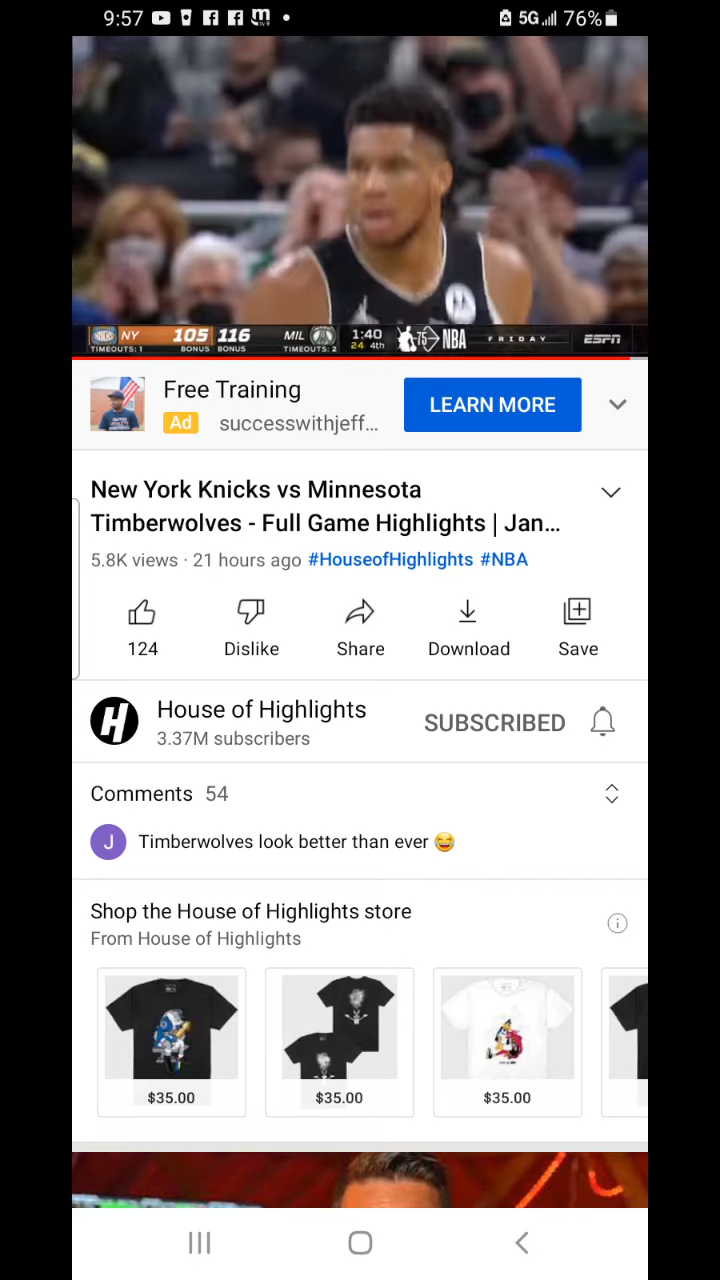 9:57
5G 76%
NY 105 116 MIL 1:40 75 NBA FRIDAY ESPN
TIMEOUTS: 1 BONUS BONUS TIMEOUTS: 2 24 4th
Free Training
Ad successwithjeff...
LEARN MORE
New York Knicks vs Minnesota
Timberwolves - Full Game Highlights | Jan...
5.8K views · 21 hours ago #HouseofHighlights #NBA
124 Dislike Share Download Save
H
House of Highlights
3.37M subscribers
SUBSCRIBED
Comments 54
J Timberwolves look better than ever 😂
Shop the House of Highlights store
From House of Highlights
$35.00 $35.00 $35.00